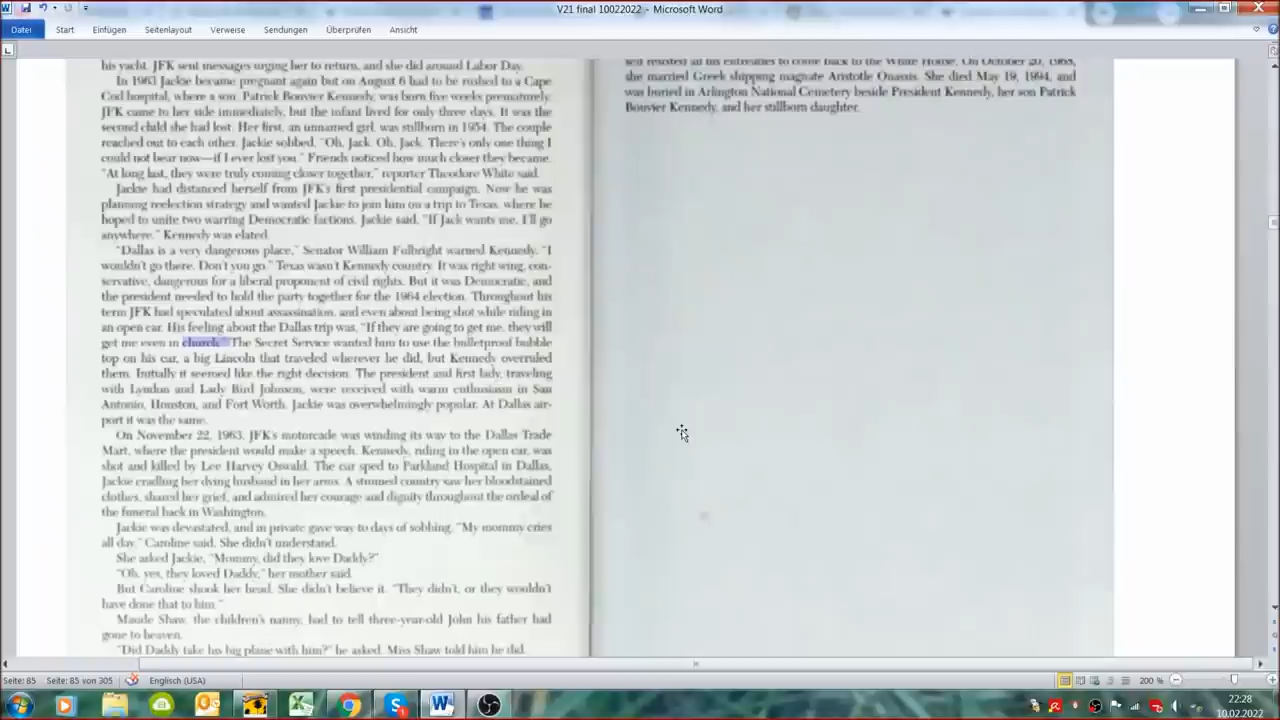 V21 final 10022022 - Microsoft Word
Datei Start Einfügen Seitenlayout Verweise Sendungen Überprüfen Ansicht
his yacht. JFK sent messages urging her to return, and she did around Labor Day.
In 1963 Jackie became pregnant again but on August 6 had to be rushed to a Cape
Cod hospital, where a son, Patrick Bouvier Kennedy, was born five weeks prematurely.
JFK came to her side immediately, but the infant lived for only three days. It was the
second child she had lost. Her first, an unnamed girl, was stillborn in 1954. The couple
reached out to each other. Jackie sobbed, "Oh, Jack. Oh, Jack. There's only one thing I
could not bear now—if I ever lost you." Friends noticed how much closer they became.
"At long last, they were truly coming closer together," reporter Theodore White said.
Jackie had distanced herself from JFK's first presidential campaign. Now he was
planning reelection strategy and wanted Jackie to join him on a trip to Texas, where he
hoped to unite two warring Democratic factions. Jackie said, "If Jack wants me, I'll go
anywhere." Kennedy was elated.
"Dallas is a very dangerous place," Senator William Fulbright warned Kennedy. "I
wouldn't go there. Don't you go." Texas wasn't Kennedy country. It was right wing, con-
servative, dangerous for a liberal proponent of civil rights. But it was Democratic, and
the president needed to hold the party together for the 1964 election. Throughout his
term JFK had speculated about assassination, and even about being shot while riding in
an open car. His feeling about the Dallas trip was, "If they are going to get me, they will
get me even in church." The Secret Service wanted him to use the bulletproof bubble
top on his car, a big Lincoln that traveled wherever he did, but Kennedy overruled
them. Initially it seemed like the right decision. The president and first lady, traveling
with Lyndon and Lady Bird Johnson, were received with warm enthusiasm in San
Antonio, Houston, and Fort Worth. Jackie was overwhelmingly popular. At Dallas air-
port it was the same.
On November 22, 1963, JFK's motorcade was winding its way to the Dallas Trade
Mart, where the president would make a speech. Kennedy, riding in the open car, was
shot and killed by Lee Harvey Oswald. The car sped to Parkland Hospital in Dallas,
Jackie cradling her dying husband in her arms. A stunned country saw her bloodstained
clothes, shared her grief, and admired her courage and dignity throughout the ordeal of
the funeral back in Washington.
Jackie was devastated, and in private gave way to days of sobbing. "My mommy cries
all day," Caroline said. She didn't understand.
She asked Jackie, "Mommy, did they love Daddy?"
"Oh, yes, they loved Daddy," her mother said.
But Caroline shook her head. She didn't believe it. "They didn't, or they wouldn't
have done that to him."
Maude Shaw, the children's nanny, had to tell three-year-old John his father had
gone to heaven.
"Did Daddy take his big plane with him?" he asked. Miss Shaw told him he did.
self resisted all his entreaties to come back to the White House. On October 20, 1968,
she married Greek shipping magnate Aristotle Onassis. She died May 19, 1994, and
was buried in Arlington National Cemetery beside President Kennedy, her son Patrick
Bouvier Kennedy, and her stillborn daughter.
Seite: 85 Seite: 85 von 305 Englisch (USA) 200 %
22:28
10.02.2022